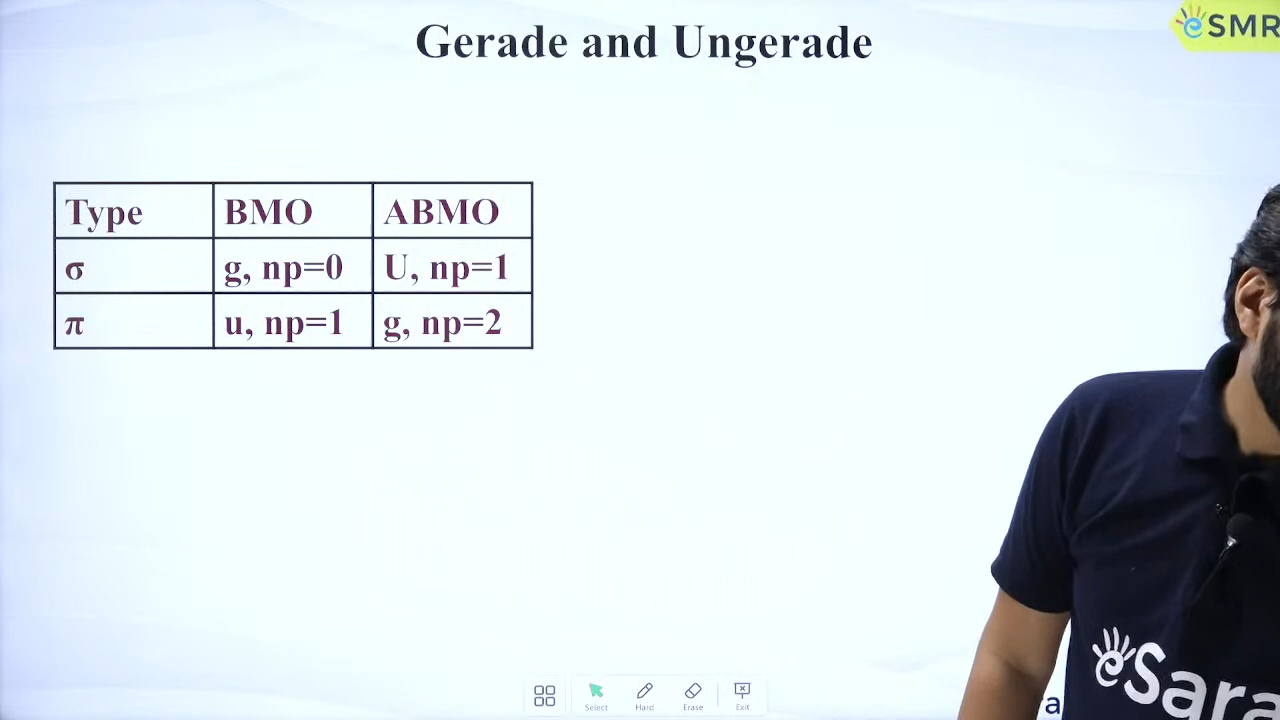 Gerade and Ungerade
eSMR
Type BMO ABMO
σ g, np=0 U, np=1
π u, np=1 g, np=2
eSara
a
Select Hard Erase Exit